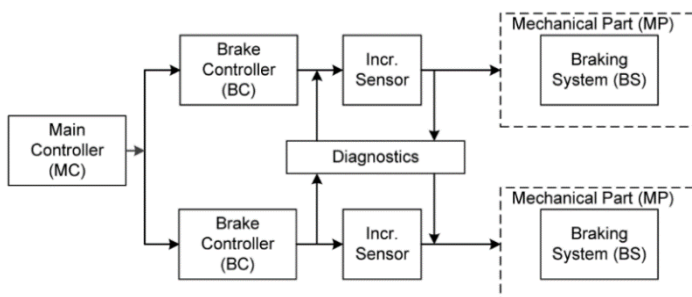 Mechanical Part (MP)
Brake
Controller
(BC)
Incr.
Sensor
Braking
System (BS)
Main
Controller
(MC)
Diagnostics
Mechanical Part (MP)
Brake
Controller
(BC)
Incr.
Sensor
Braking
System (BS)